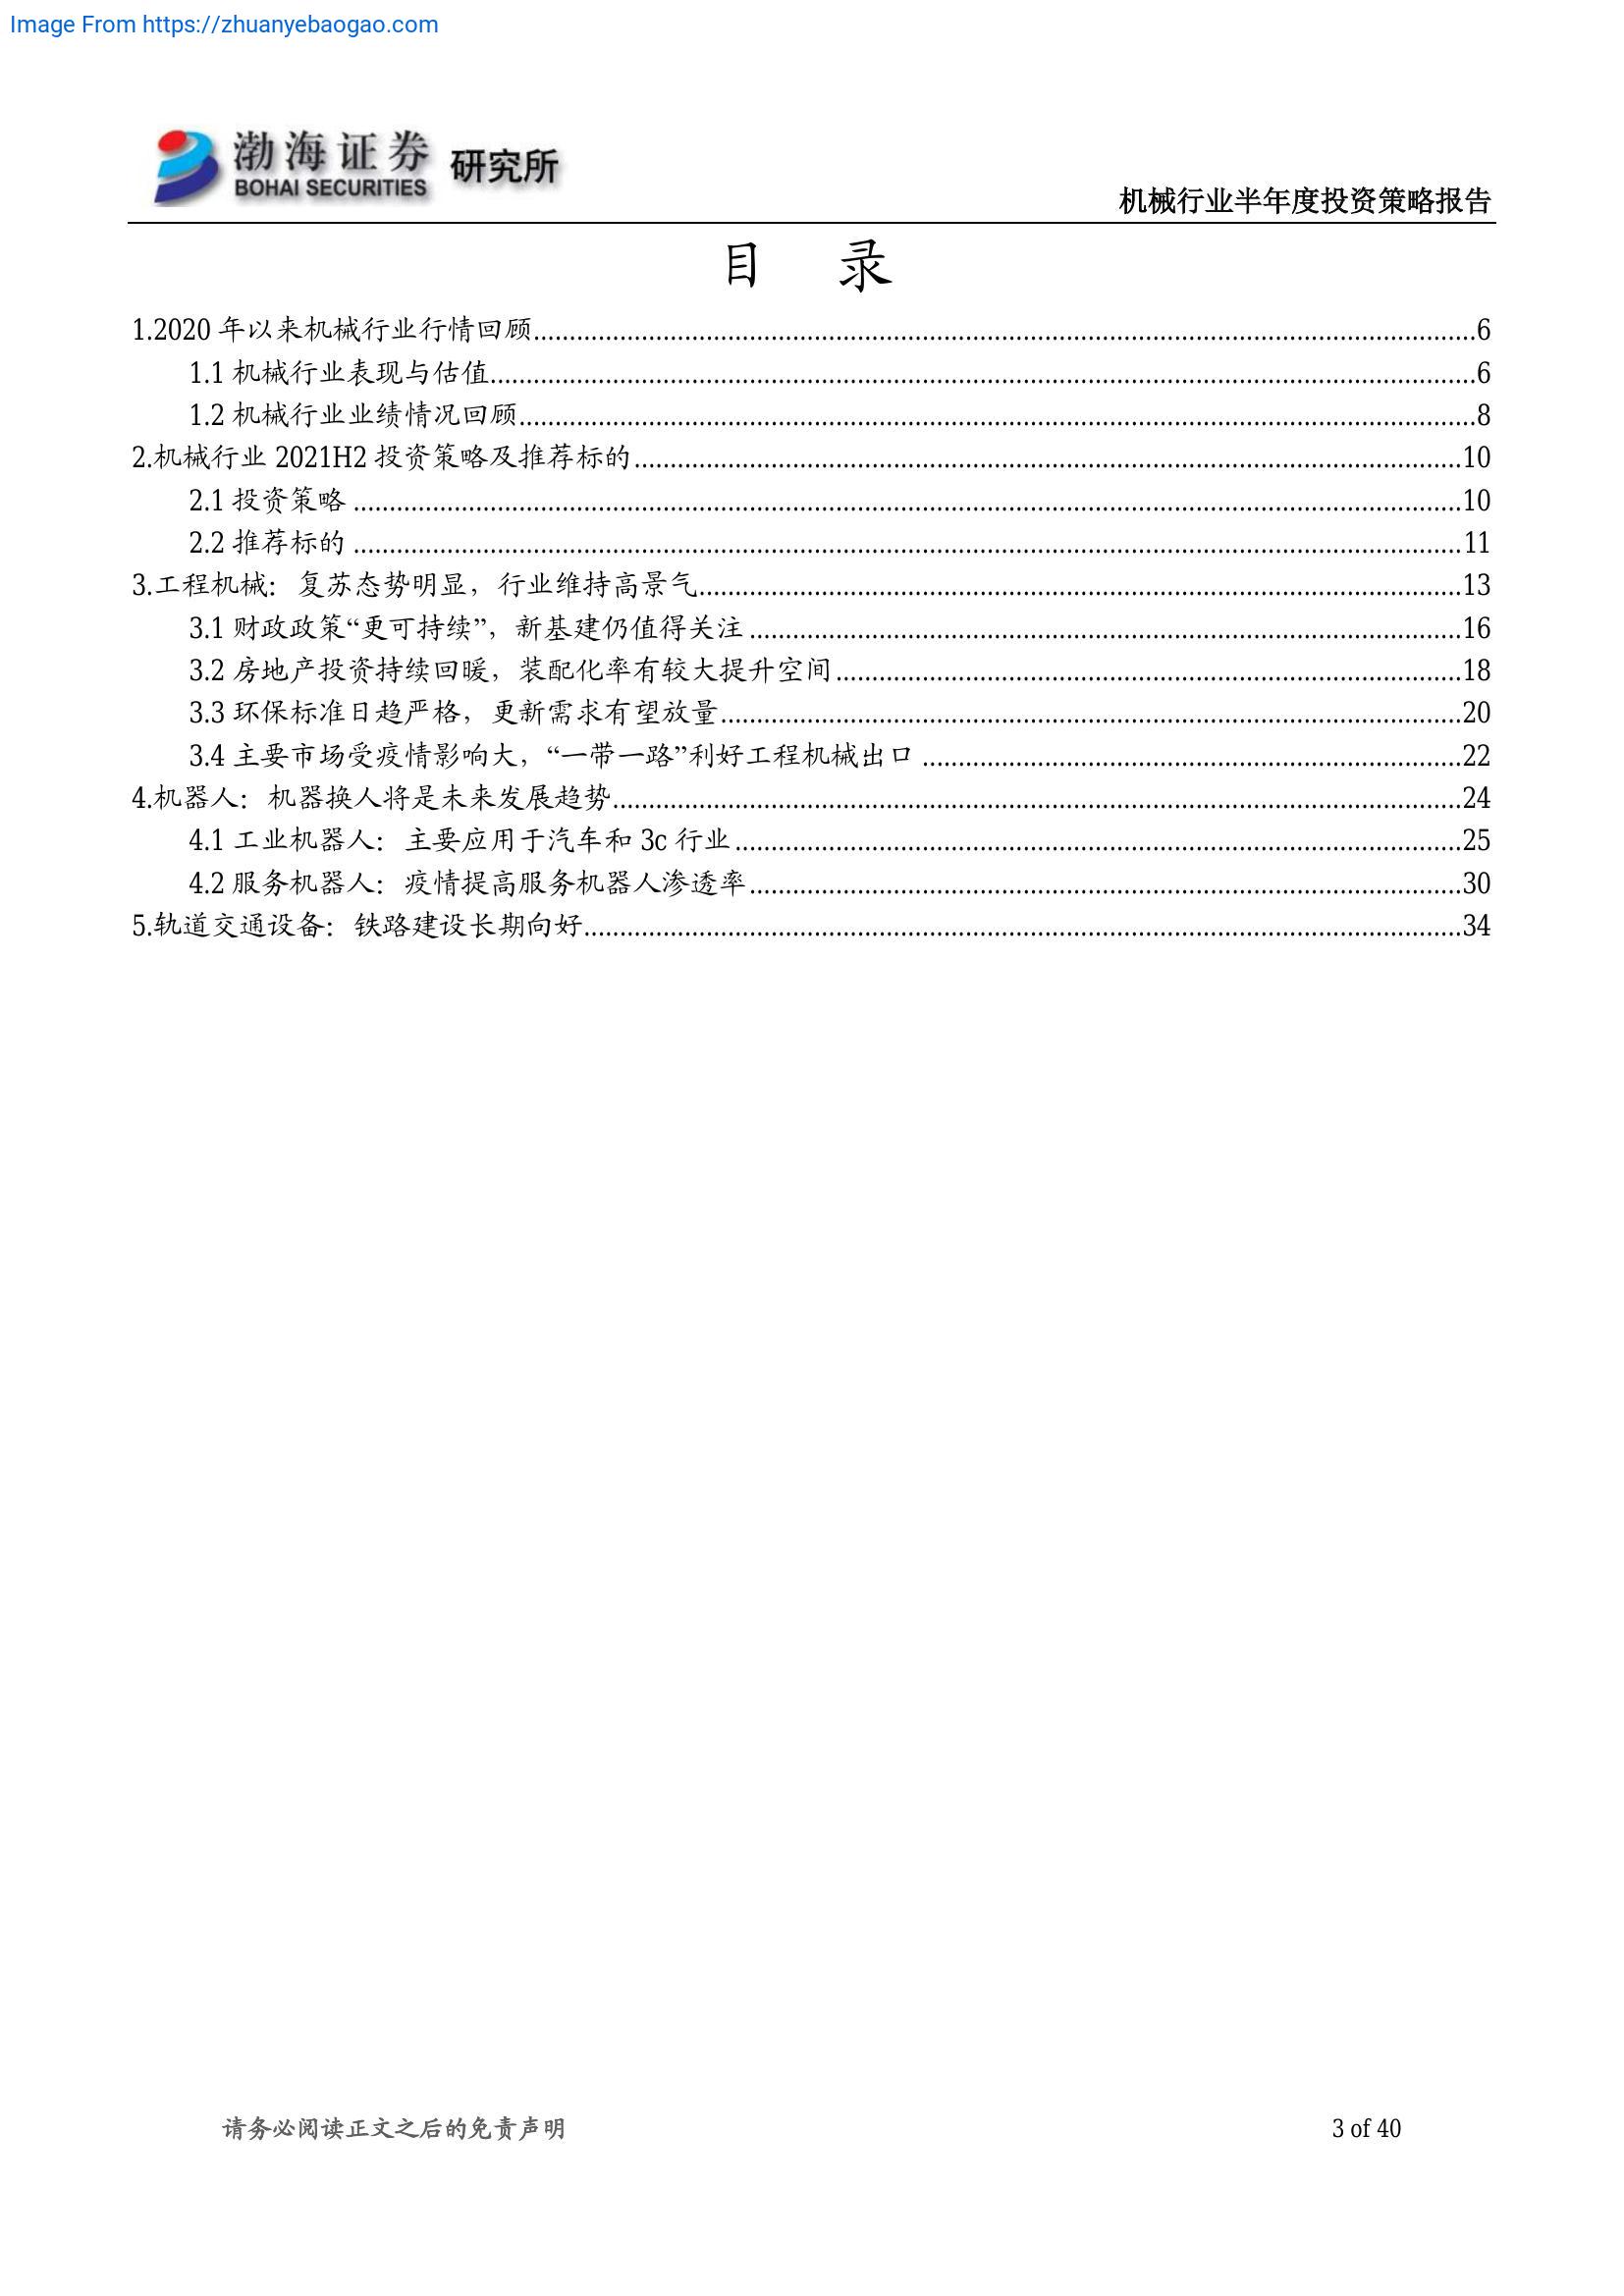 Image From https://zhuanyebaogao.com
渤海证券 研究所
BOHAI SECURITIES
机械行业半年度投资策略报告
目 录
1.2020 年以来机械行业行情回顾........................................6
1.1 机械行业表现与估值........................................6
1.2 机械行业业绩情况回顾........................................8
2.机械行业 2021H2 投资策略及推荐标的........................................10
2.1 投资策略 ........................................10
2.2 推荐标的 ........................................11
3.工程机械：复苏态势明显，行业维持高景气........................................13
3.1 财政政策“更可持续”，新基建仍值得关注 ........................................16
3.2 房地产投资持续回暖，装配化率有较大提升空间........................................18
3.3 环保标准日趋严格，更新需求有望放量........................................20
3.4 主要市场受疫情影响大，“一带一路”利好工程机械出口 ........................................22
4.机器人：机器换人将是未来发展趋势........................................24
4.1 工业机器人：主要应用于汽车和 3c 行业........................................25
4.2 服务机器人：疫情提高服务机器人渗透率........................................30
5.轨道交通设备：铁路建设长期向好........................................34
请务必阅读正文之后的免责声明 3 of 40